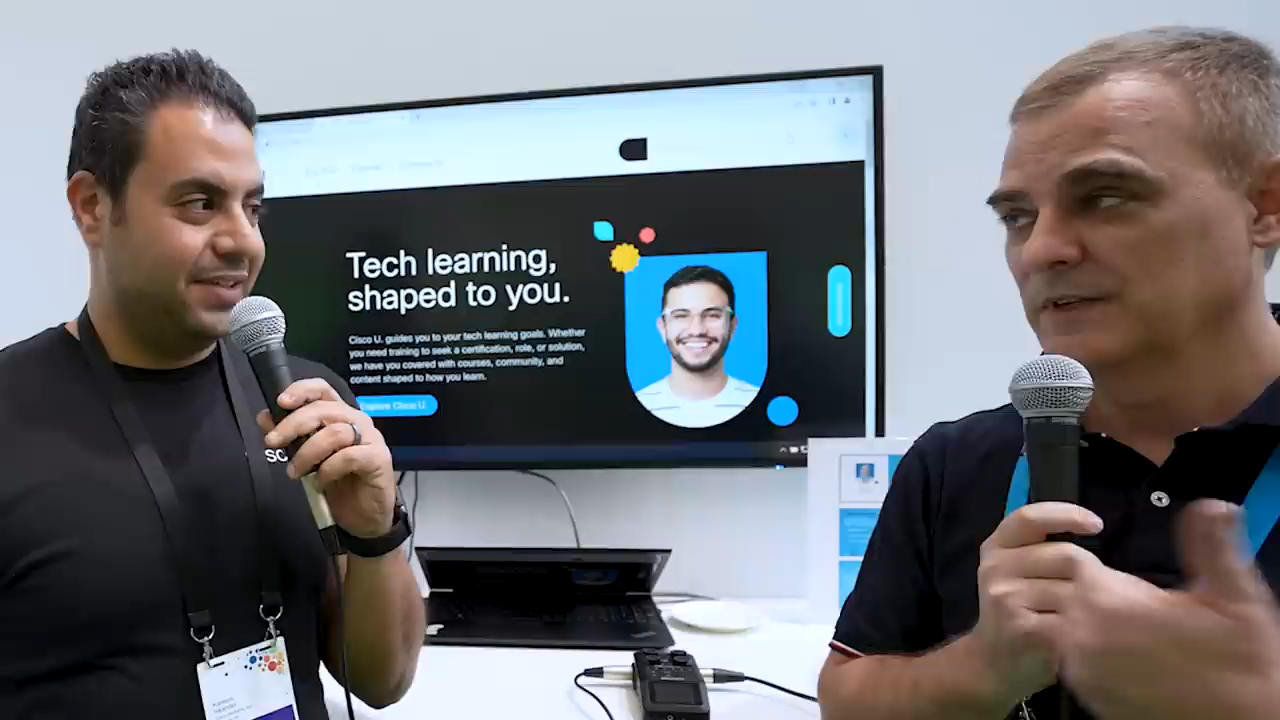 Tech learning,
shaped to you.
Cisco U. guides you to your tech learning goals. Whether
you need training to seek a certification, role, or solution,
we have you covered with courses, community, and
content shaped to how you learn.
Explore Cisco U.
SC